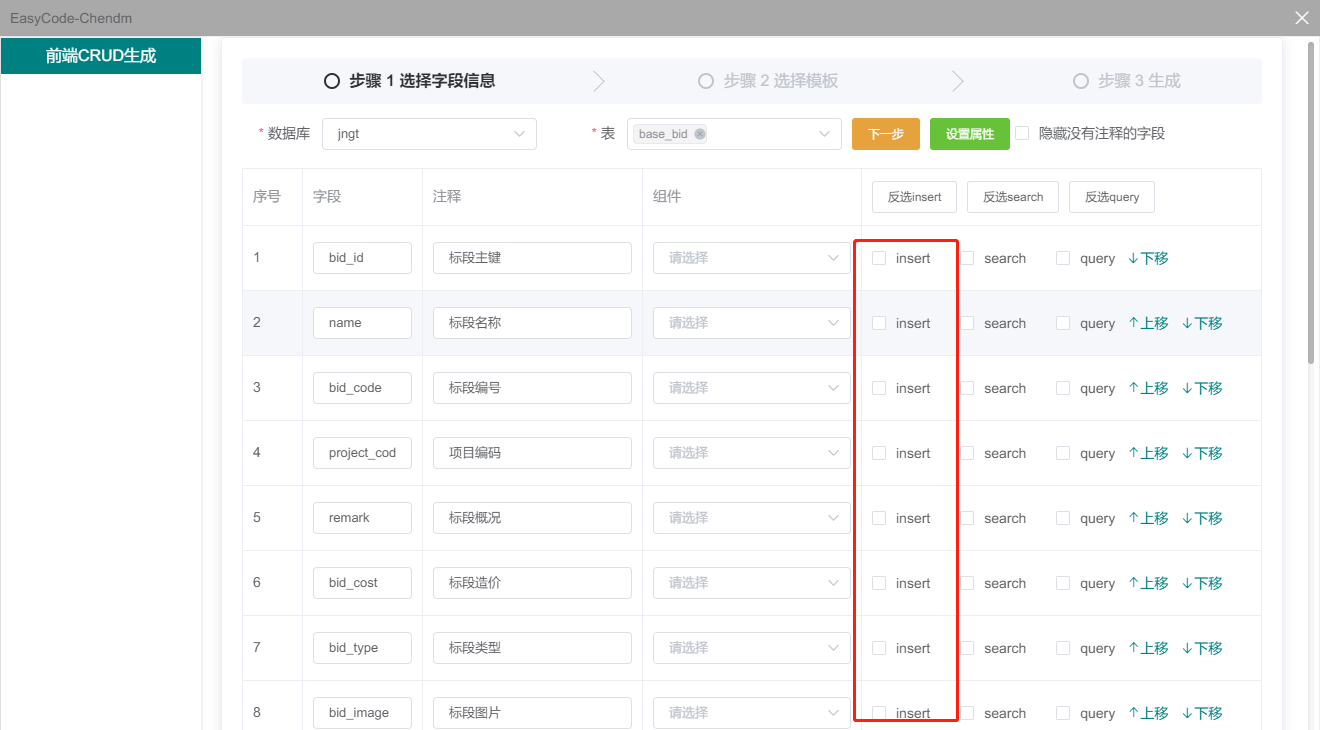 EasyCode-Chendm
前端CRUD生成
步骤 1 选择字段信息 步骤 2 选择模板 步骤 3 生成
* 数据库 jngt * 表 base_bid 下一步 设置属性 隐藏没有注释的字段
序号 字段 注释 组件 反选insert 反选search 反选query
1 bid_id 标段主键 请选择 insert search query ↓下移
2 name 标段名称 请选择 insert search query ↑上移 ↓下移
3 bid_code 标段编号 请选择 insert search query ↑上移 ↓下移
4 project_cod 项目编码 请选择 insert search query ↑上移 ↓下移
5 remark 标段概况 请选择 insert search query ↑上移 ↓下移
6 bid_cost 标段造价 请选择 insert search query ↑上移 ↓下移
7 bid_type 标段类型 请选择 insert search query ↑上移 ↓下移
8 bid_image 标段图片 请选择 insert search query ↑上移 ↓下移